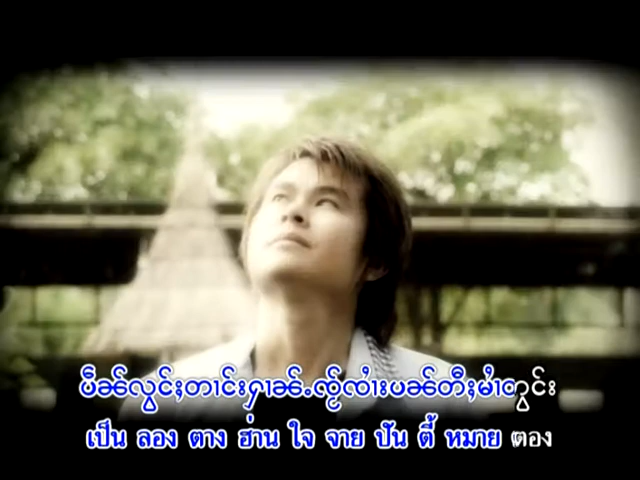 ပဵၼ်လွင်ႈတၢင်းႁၢၼ်ႉၸႂ်ၸၢႆးပၼ်တီႈမၢႆတွင်း
เป็น ลอง ตาง ฮ่าน ใจ จาย ปัน ตี้ หมาย ตอง